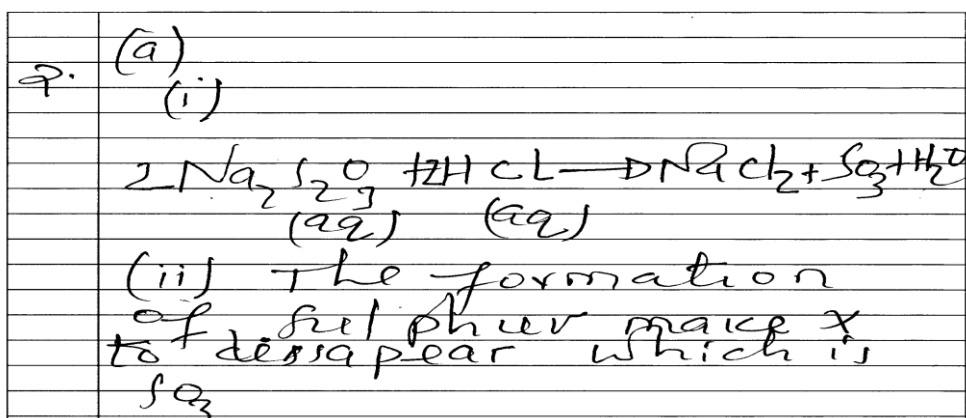 (a)
2. (i)
2Na₂S₂O₃ + 2HCl → NaCl₂ + SO₃ + H₂O
(aq) (aq)
(ii) The formation
of sulphur make X
to dessapear which is
SO₃